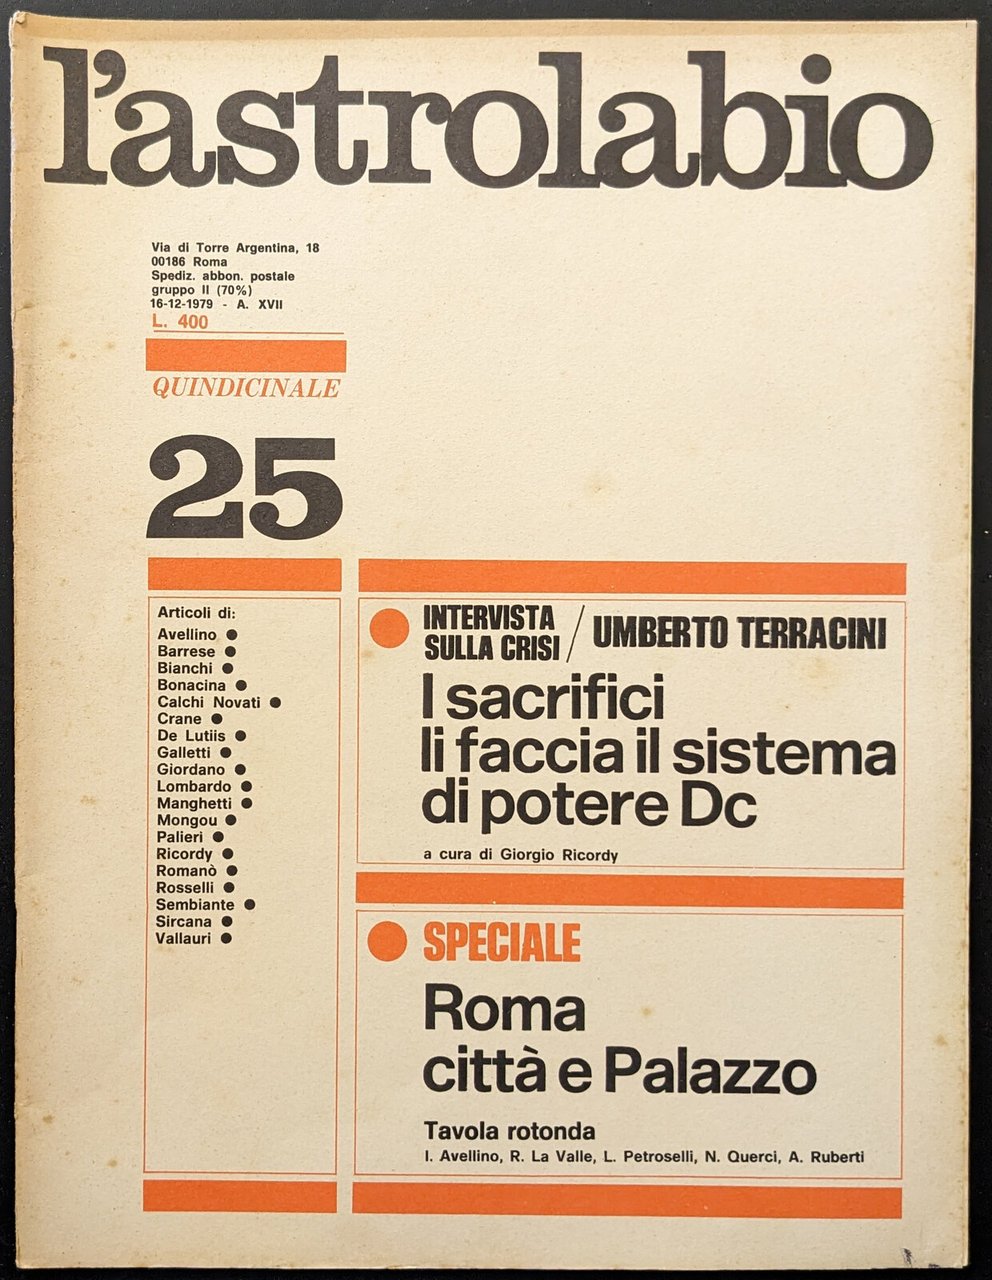 l'astrolabio
Via di Torre Argentina, 18
00186 Roma
Spediz. abbon. postale
gruppo II (70%)
16-12-1979 - A. XVII
L. 400
QUINDICINALE
25
Articoli di:
Avellino ●
Barrese ●
Bianchi ●
Bonacina ●
Calchi Novati ●
Crane ●
De Lutiis ●
Galletti ●
Giordano ●
Lombardo ●
Manghetti ●
Mongou ●
Palieri ●
Ricordy ●
Romanò ●
Rosselli ●
Sembiante ●
Sircana ●
Vallauri ●
INTERVISTA
SULLA CRISI / UMBERTO TERRACINI
I sacrifici
li faccia il sistema
di potere Dc
a cura di Giorgio Ricordy
SPECIALE
Roma
città e Palazzo
Tavola rotonda
I. Avellino, R. La Valle, L. Petroselli, N. Querci, A. Ruberti